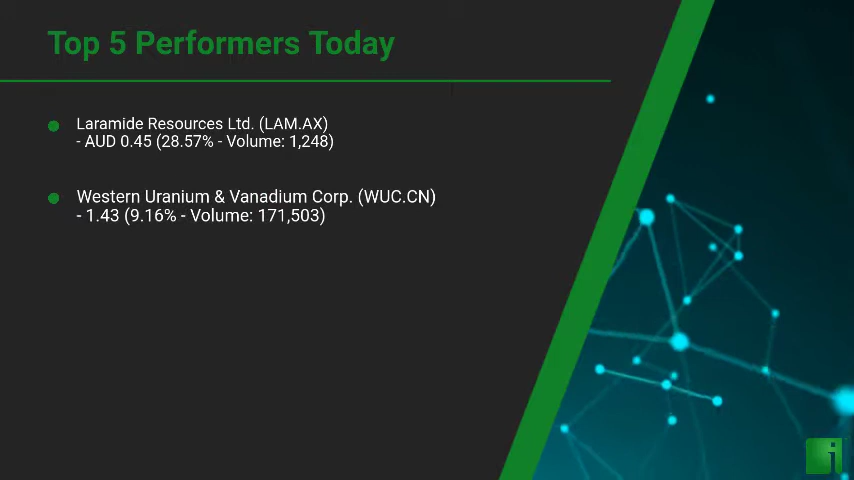 Top 5 Performers Today
Laramide Resources Ltd. (LAM.AX)
- AUD 0.45 (28.57% - Volume: 1,248)
Western Uranium & Vanadium Corp. (WUC.CN)
- 1.43 (9.16% - Volume: 171,503)
i